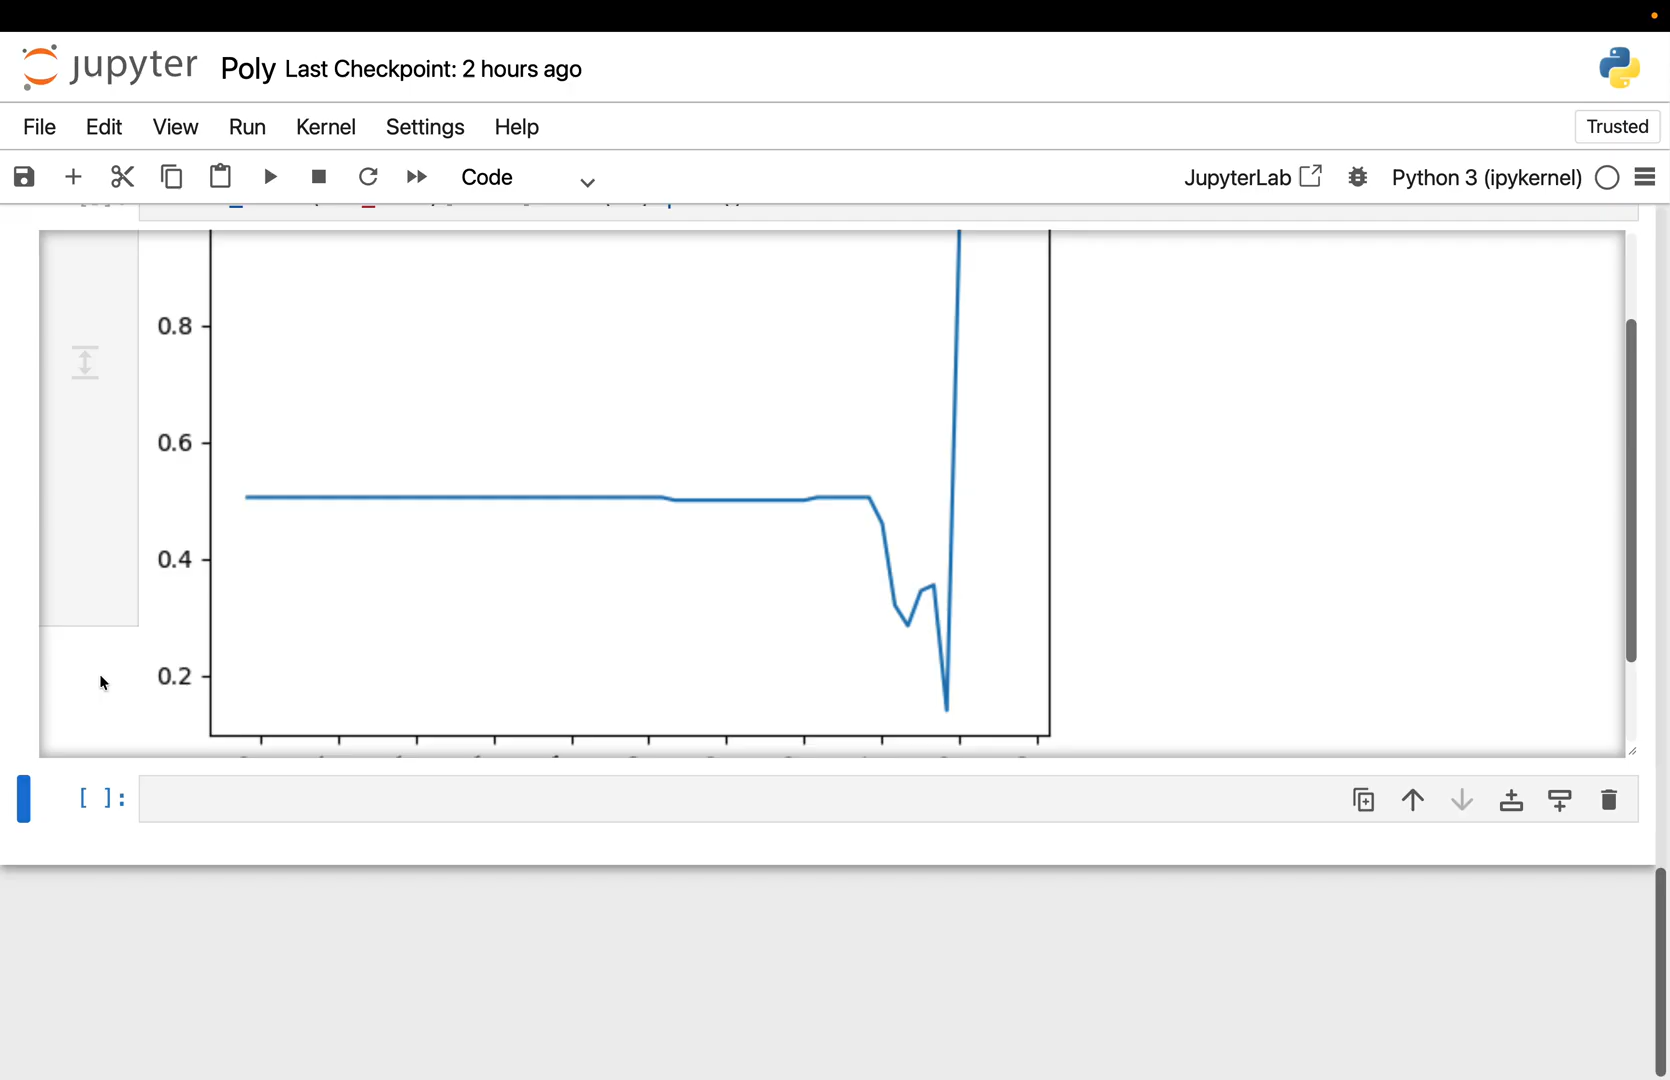 jupyter Poly Last Checkpoint: 2 hours ago
File Edit View Run Kernel Settings Help Trusted
Code JupyterLab Python 3 (ipykernel)
0.8
0.6
0.4
0.2
[ ]: